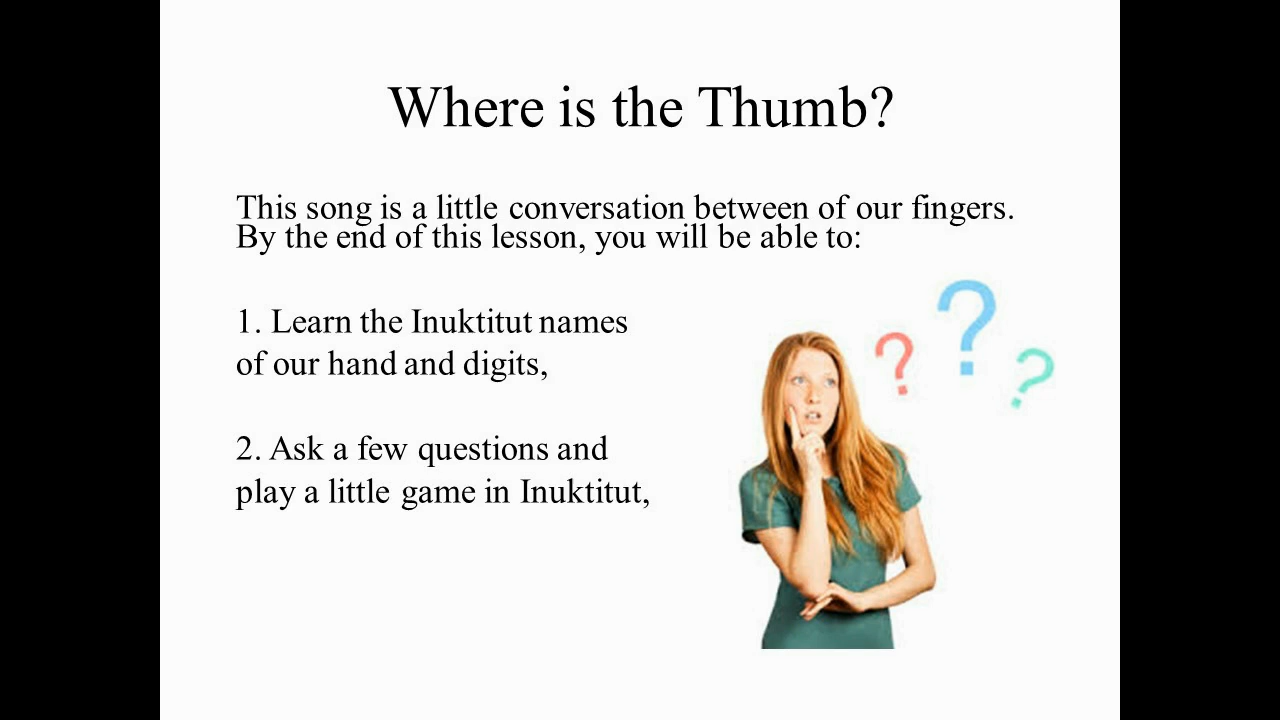 Where is the Thumb?
This song is a little conversation between of our fingers.
By the end of this lesson, you will be able to:
1. Learn the Inuktitut names
of our hand and digits,
2. Ask a few questions and
play a little game in Inuktitut,
? ? ?